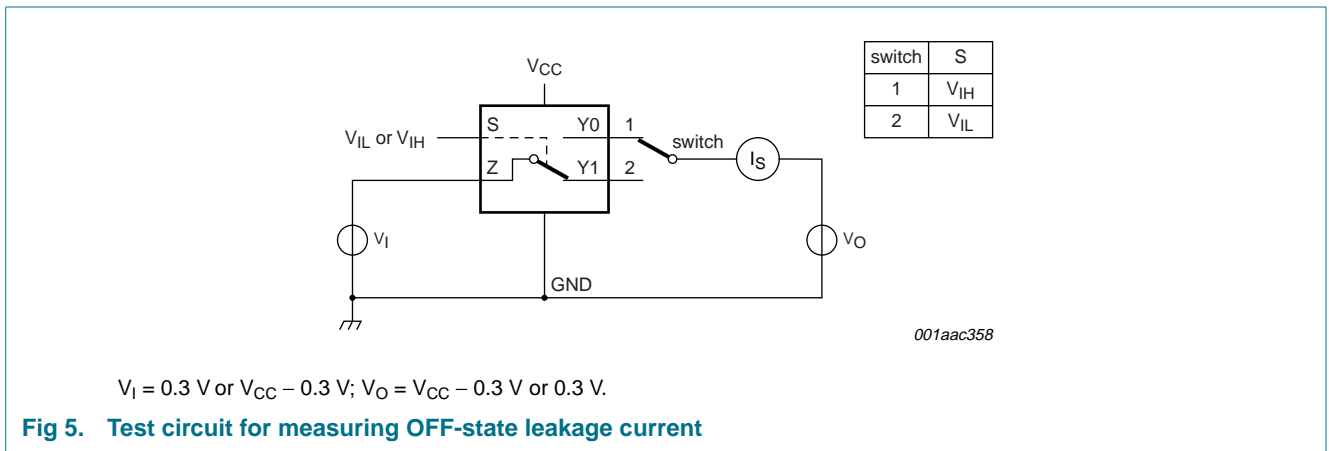 switch S
1 VIH
2 VIL
VCC
VIL or VIH
S
Y0
1
switch
Z
Y1
2
IS
VI
VO
GND
001aac358
VI = 0.3 V or VCC − 0.3 V; VO = VCC − 0.3 V or 0.3 V.
Fig 5. Test circuit for measuring OFF-state leakage current